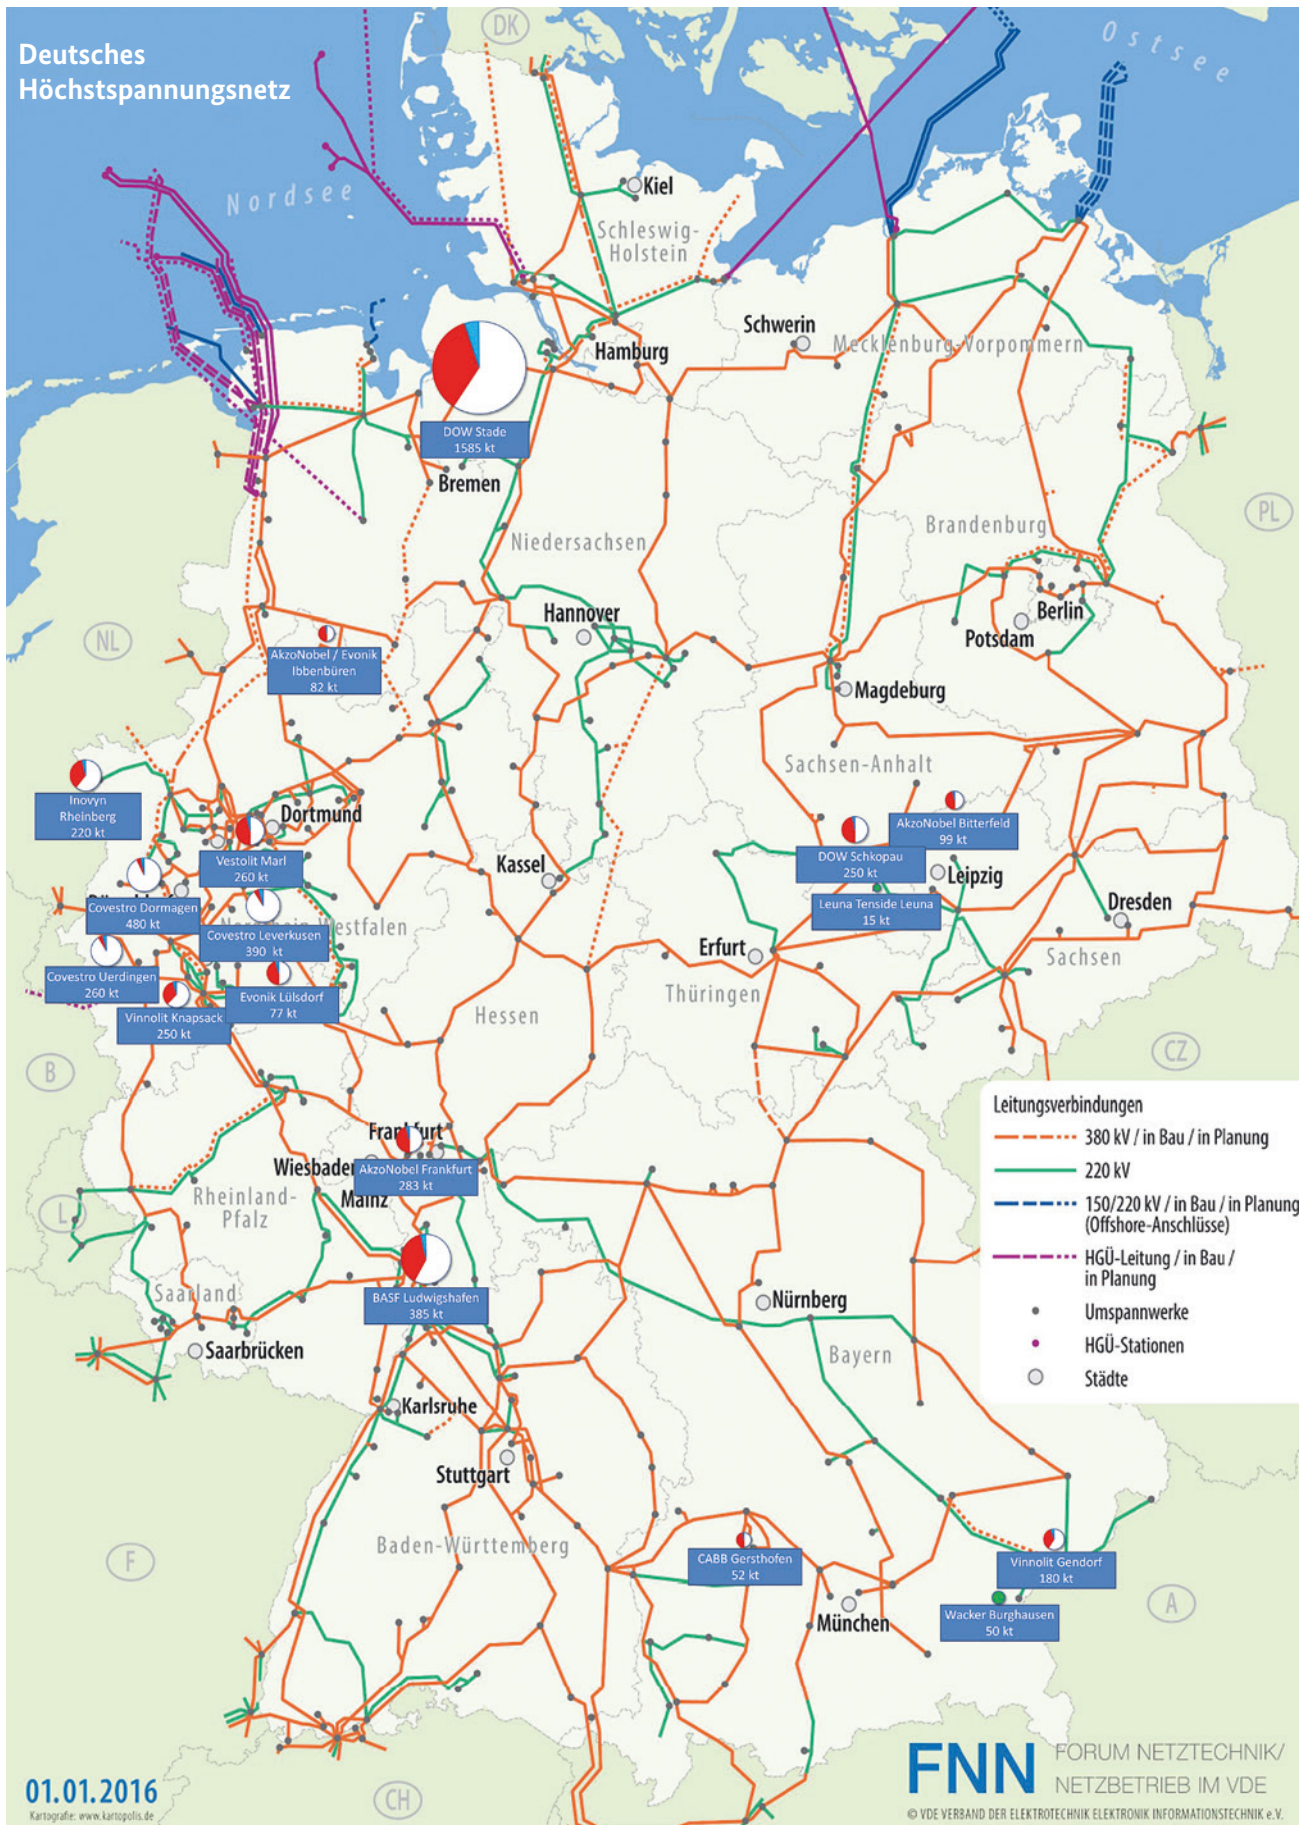 Deutsches
Höchstspannungsnetz
DK
Ostsee
Nordsee
Kiel
Schleswig-
Holstein
Schwerin
Mecklenburg-Vorpommern
Hamburg
DOW Stade
1585 kt
Bremen
PL
Niedersachsen
Brandenburg
Hannover
Berlin
Potsdam
NL
AkzoNobel / Evonik
Ibbenbüren
82 kt
Magdeburg
Sachsen-Anhalt
Inovyn
Rheinberg
220 kt
Dortmund
AkzoNobel Bitterfeld
99 kt
Vestolit Marl
260 kt
DOW Schkopau
250 kt
Kassel
Leipzig
Leuna Tenside Leuna
15 kt
Dresden
Covestro Dormagen
480 kt
Westfalen
Covestro Leverkusen
390 kt
Erfurt
Sachsen
Covestro Uerdingen
260 kt
Evonik Lülsdorf
77 kt
Thüringen
Vinnolit Knapsack
250 kt
Hessen
CZ
B
Leitungsverbindungen
380 kV / in Bau / in Planung
220 kV
150/220 kV / in Bau / in Planung
(Offshore-Anschlüsse)
HGÜ-Leitung / in Bau /
in Planung
Umspannwerke
HGÜ-Stationen
Städte
Frankfurt
Wiesbaden
AkzoNobel Frankfurt
283 kt
Mainz
Rheinland-
Pfalz
L
BASF Ludwigshafen
385 kt
Saarland
Nürnberg
Saarbrücken
Bayern
Karlsruhe
Stuttgart
Baden-Württemberg
F
CABB Gersthofen
52 kt
Vinnolit Gendorf
180 kt
München
Wacker Burghausen
50 kt
A
CH
01.01.2016
Kartografie: www.kartopolis.de
FNN FORUM NETZTECHNIK/
NETZBETRIEB IM VDE
© VDE VERBAND DER ELEKTROTECHNIK ELEKTRONIK INFORMATIONSTECHNIK e.V.